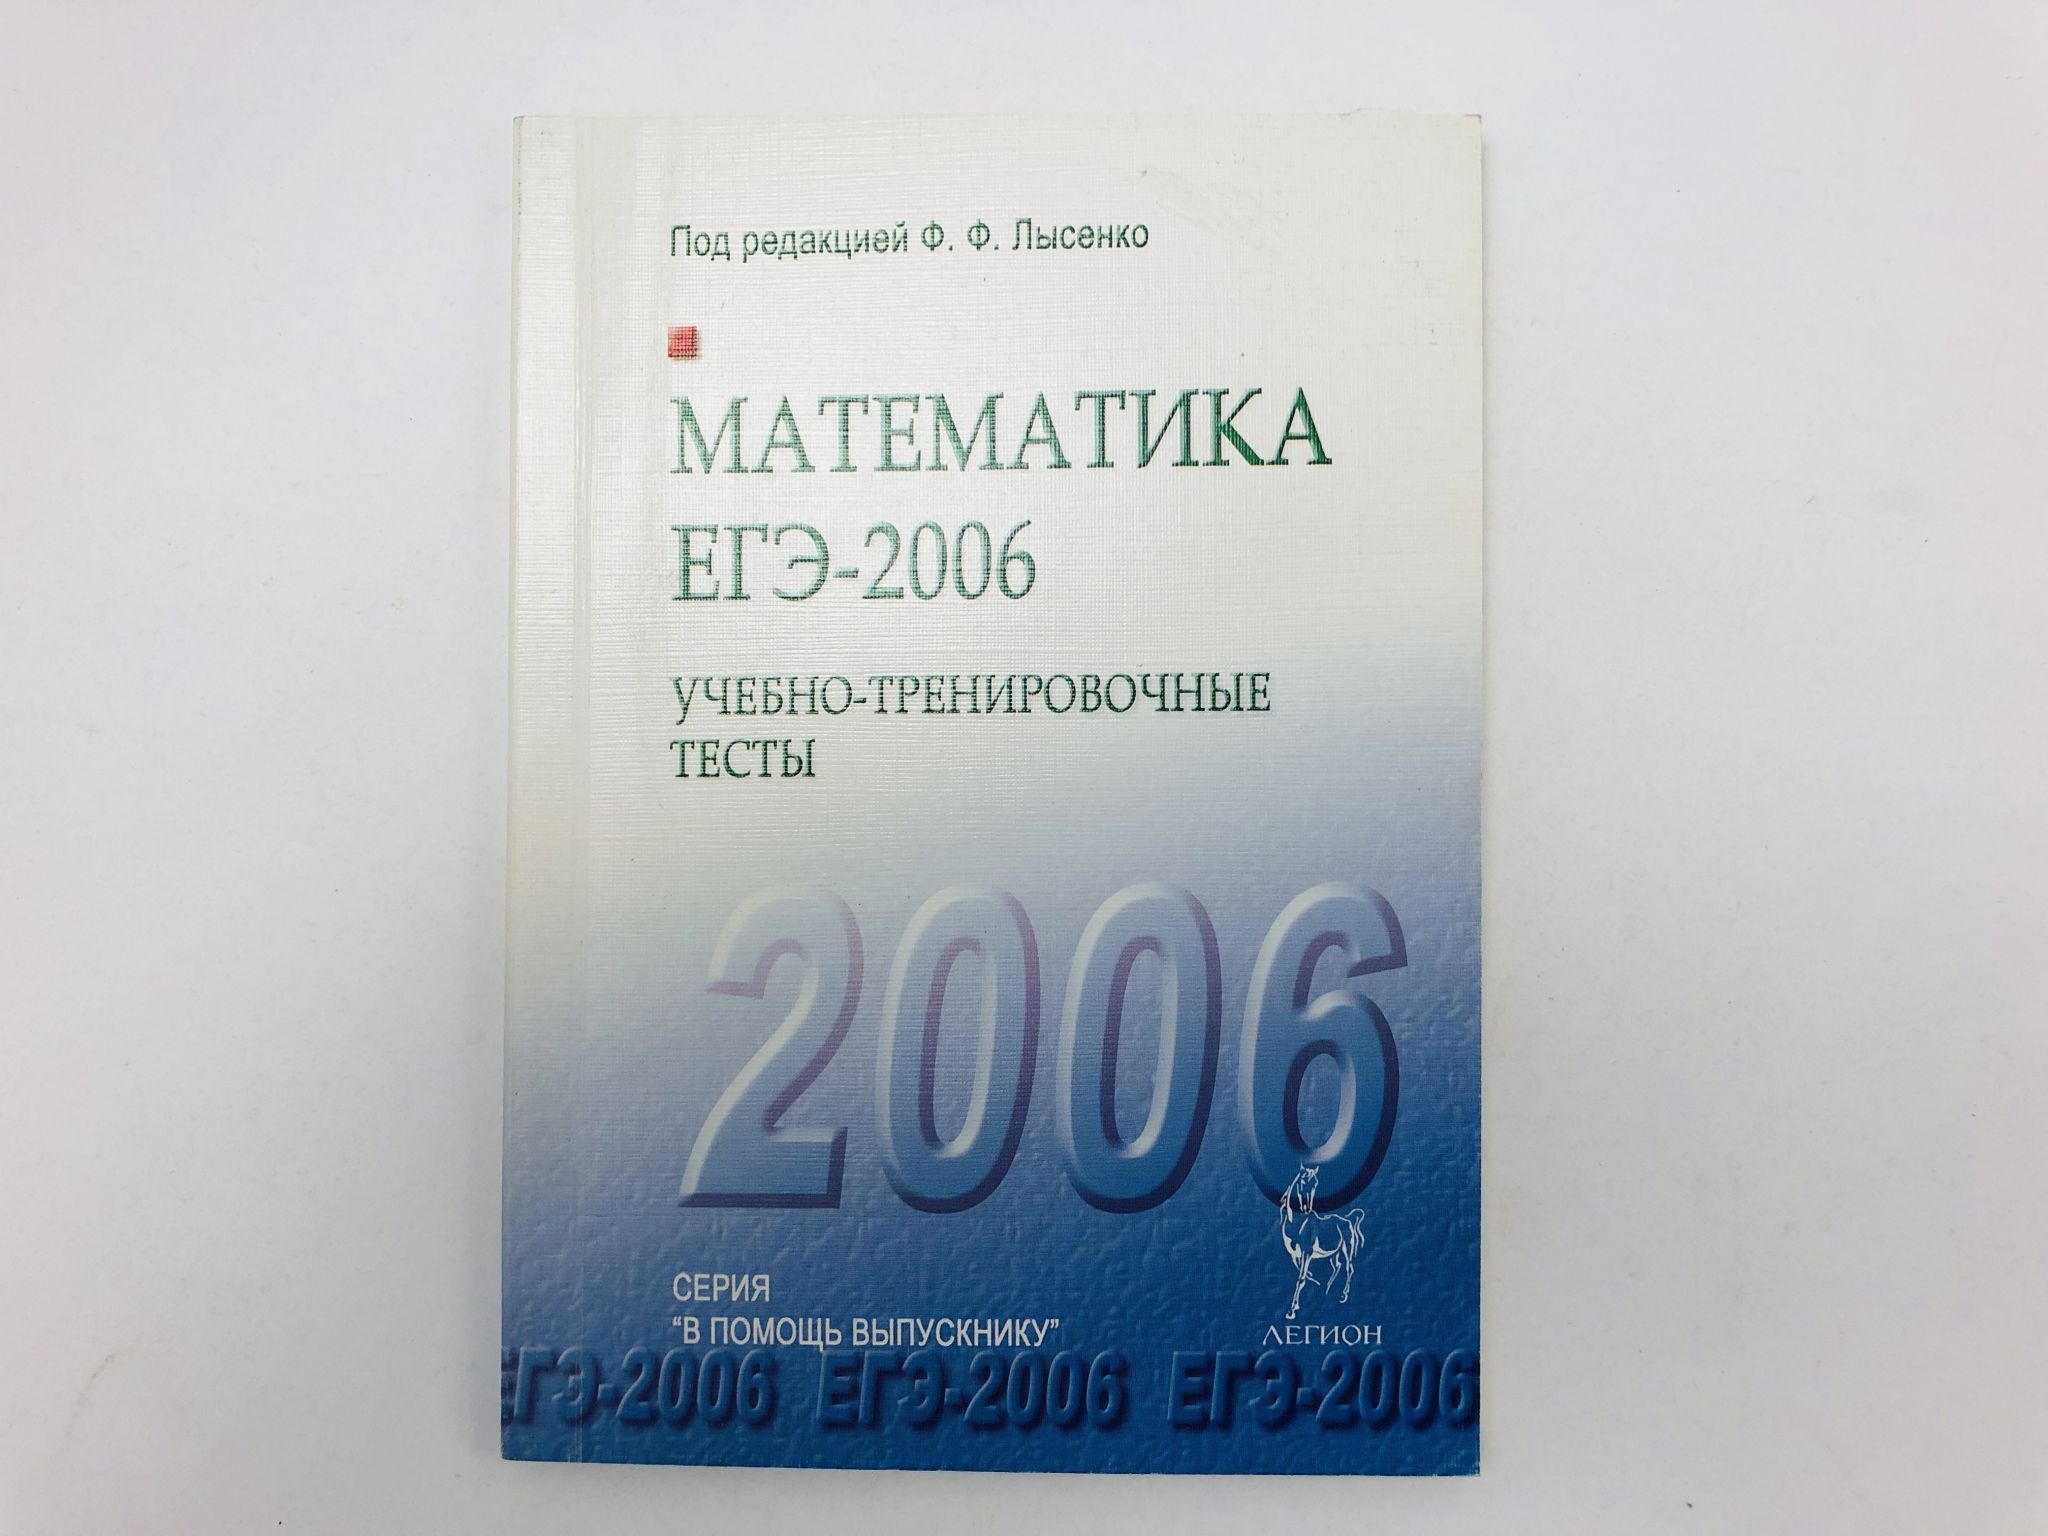 Под редакцией Ф. Ф. Лысенко
МАТЕМАТИКА
ЕГЭ-2006
УЧЕБНО-ТРЕНИРОВОЧНЫЕ
ТЕСТЫ
2006
СЕРИЯ
"В ПОМОЩЬ ВЫПУСКНИКУ"
ЛЕГИОН
ЕГЭ-2006 ЕГЭ-2006 ЕГЭ-2006